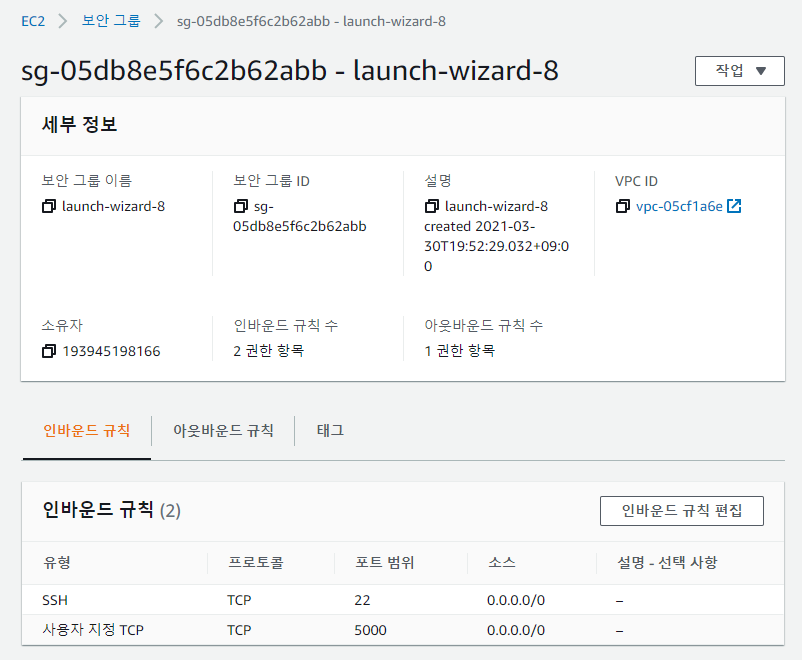 EC2 > 보안 그룹 > sg-05db8e5f6c2b62abb - launch-wizard-8
sg-05db8e5f6c2b62abb - launch-wizard-8
작업 ▼
세부 정보
보안 그룹 이름
launch-wizard-8
보안 그룹 ID
sg-
05db8e5f6c2b62abb
설명
launch-wizard-8
created 2021-03-
30T19:52:29.032+09:0
0
VPC ID
vpc-05cf1a6e
소유자
193945198166
인바운드 규칙 수
2 권한 항목
아웃바운드 규칙 수
1 권한 항목
인바운드 규칙 아웃바운드 규칙 태그
인바운드 규칙 (2)
인바운드 규칙 편집
유형 프로토콜 포트 범위 소스 설명 - 선택 사항
SSH TCP 22 0.0.0.0/0 –
사용자 지정 TCP TCP 5000 0.0.0.0/0 –